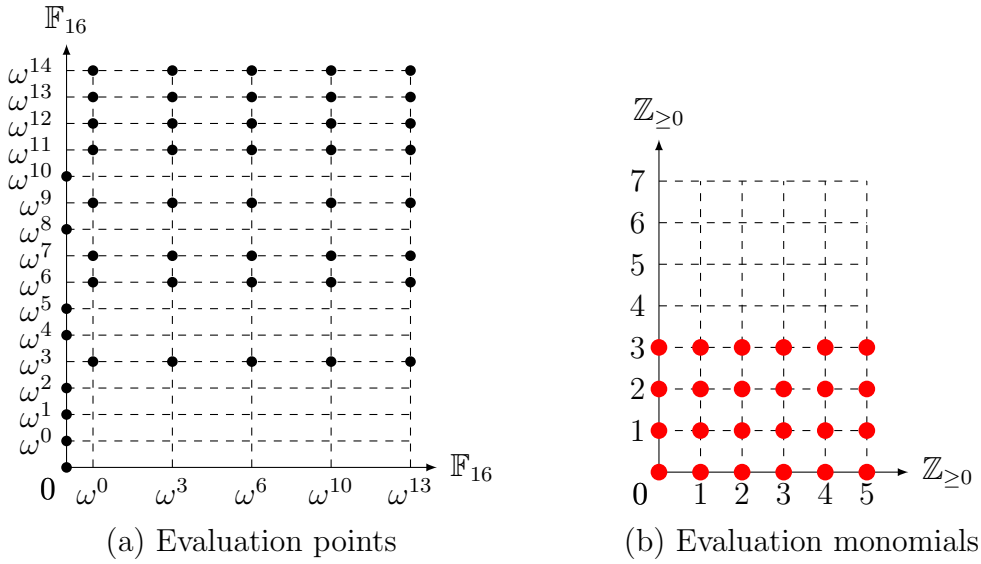 𝔽₁₆
ω¹⁴
ω¹³
ω¹²
ω¹¹
ω¹⁰
ω⁹
ω⁸
ω⁷
ω⁶
ω⁵
ω⁴
ω³
ω²
ω¹
ω⁰
0 ω⁰ ω³ ω⁶ ω¹⁰ ω¹³ 𝔽₁₆
(a) Evaluation points
ℤ≥0
7
6
5
4
3
2
1
0 1 2 3 4 5 ℤ≥0
(b) Evaluation monomials